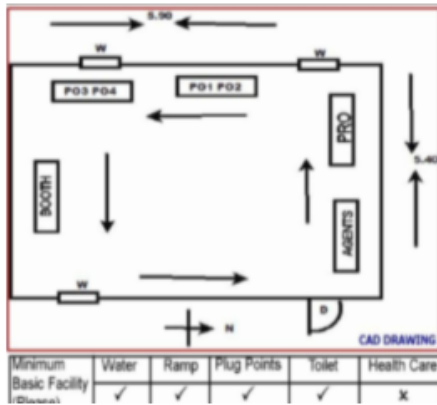 5.90
W
W
PO3 PO4
PO1 PO2
PRO
5.40
BOOTH
AGENTS
W
D
N
CAD DRAWING
Minimum Basic Facility (Please)
Water
Ramp
Plug Points
Toilet
Health Care
✓
✓
✓
✓
x